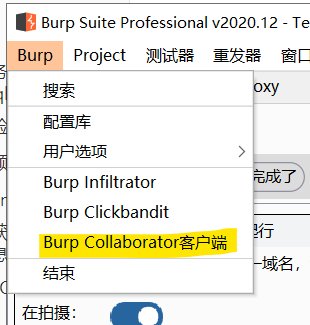 Burp Suite Professional v2020.12 - Te
Burp Project 测试器 重发器 窗口
搜索
配置库
用户选项
oxy
完成了
Burp Infiltrator
Burp Clickbandit
Burp Collaborator客户端
行
一域名，
结束
在拍摄：